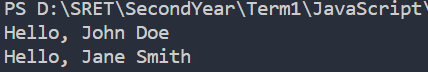 PS D:\SRET\SecondYear\Term1\JavaScript\
Hello, John Doe
Hello, Jane Smith